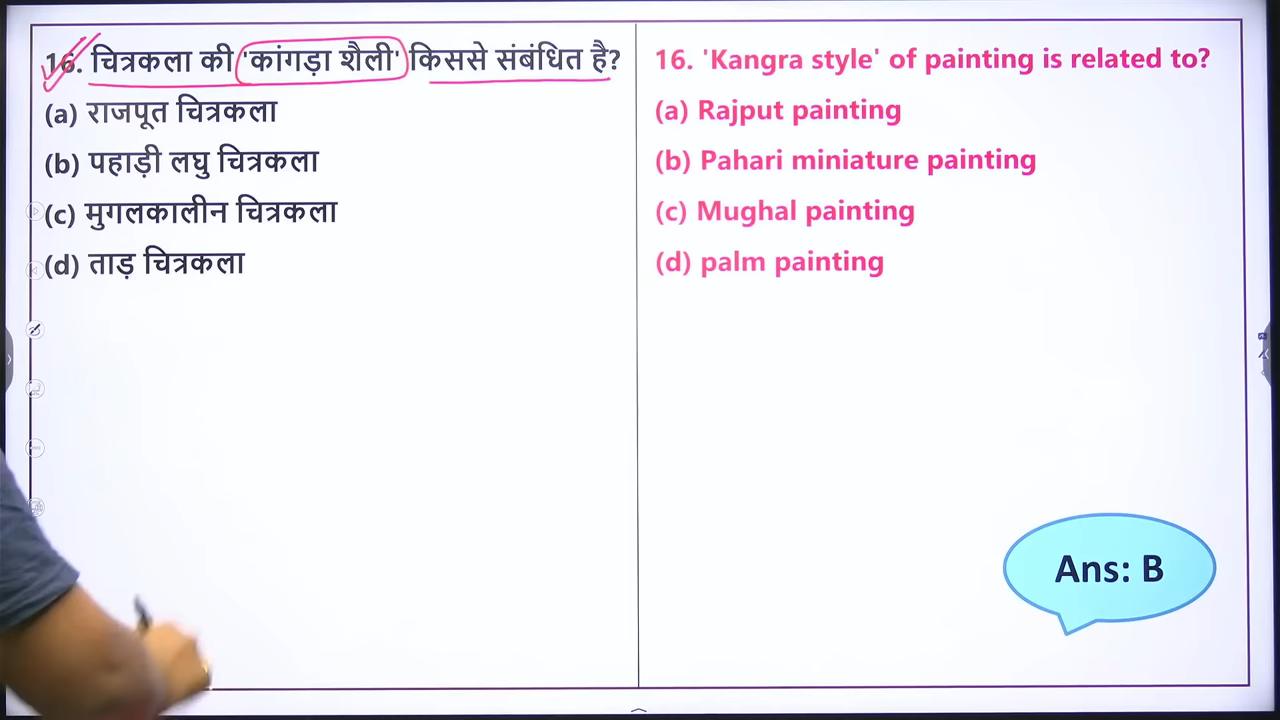 16. चित्रकला की 'कांगड़ा शैली' किससे संबंधित है?
(a) राजपूत चित्रकला
(b) पहाड़ी लघु चित्रकला
(c) मुगलकालीन चित्रकला
(d) ताड़ चित्रकला
16. 'Kangra style' of painting is related to?
(a) Rajput painting
(b) Pahari miniature painting
(c) Mughal painting
(d) palm painting
Ans: B